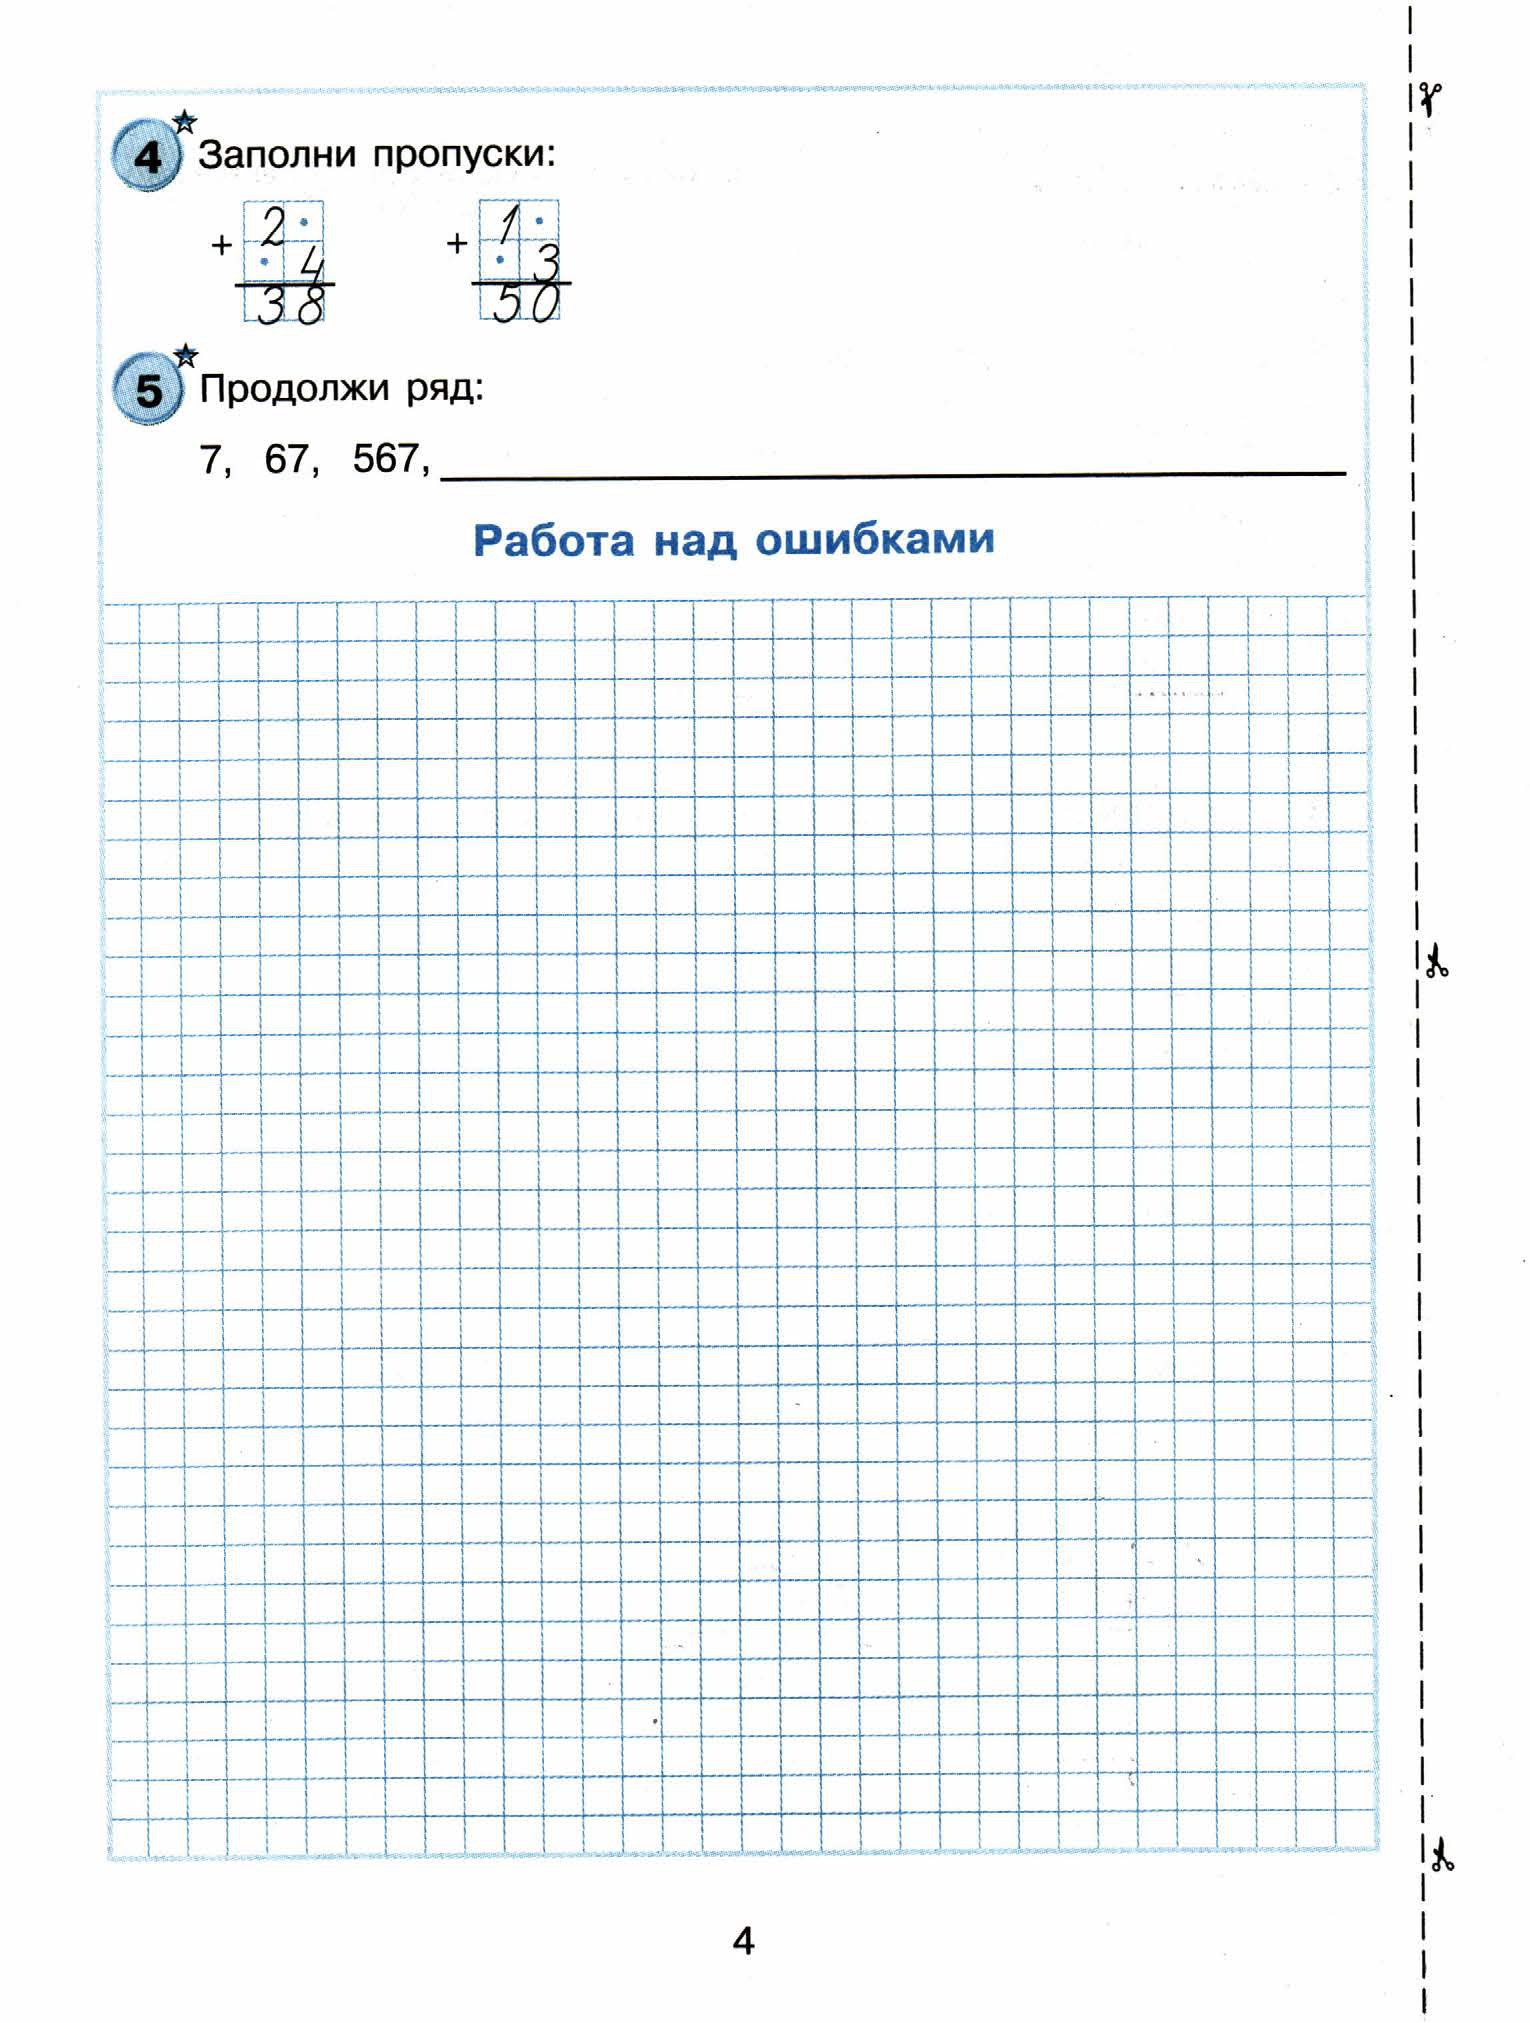 4 Заполни пропуски:
2 · 1 ·
+ · 4 + · 3
38 50
5 Продолжи ряд:
7, 67, 567,
Работа над ошибками
4